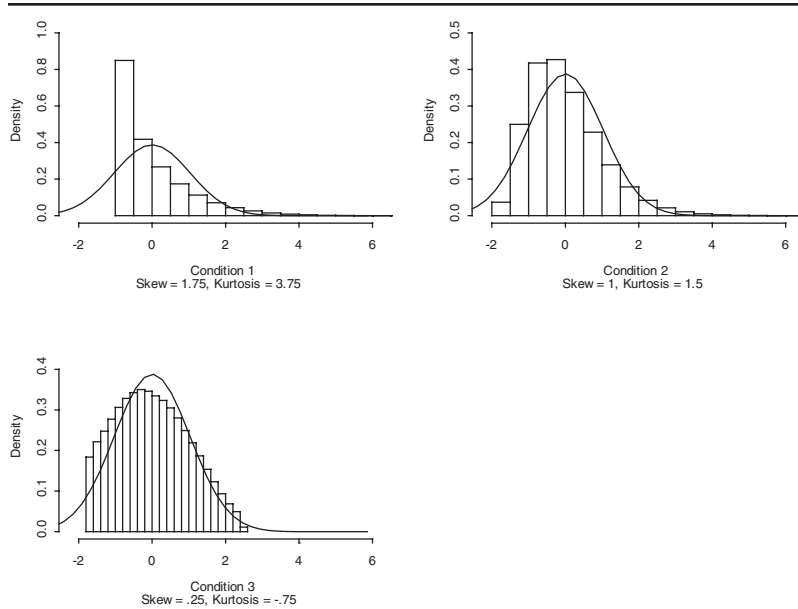 Density
1.0
0.8
0.6
0.4
0.2
0.0
-2 0 2 4 6
Condition 1
Skew = 1.75, Kurtosis = 3.75
Density
0.5
0.4
0.3
0.2
0.1
0.0
-2 0 2 4 6
Condition 2
Skew = 1, Kurtosis = 1.5
Density
0.4
0.3
0.2
0.1
0.0
-2 0 2 4 6
Condition 3
Skew = .25, Kurtosis = -.75